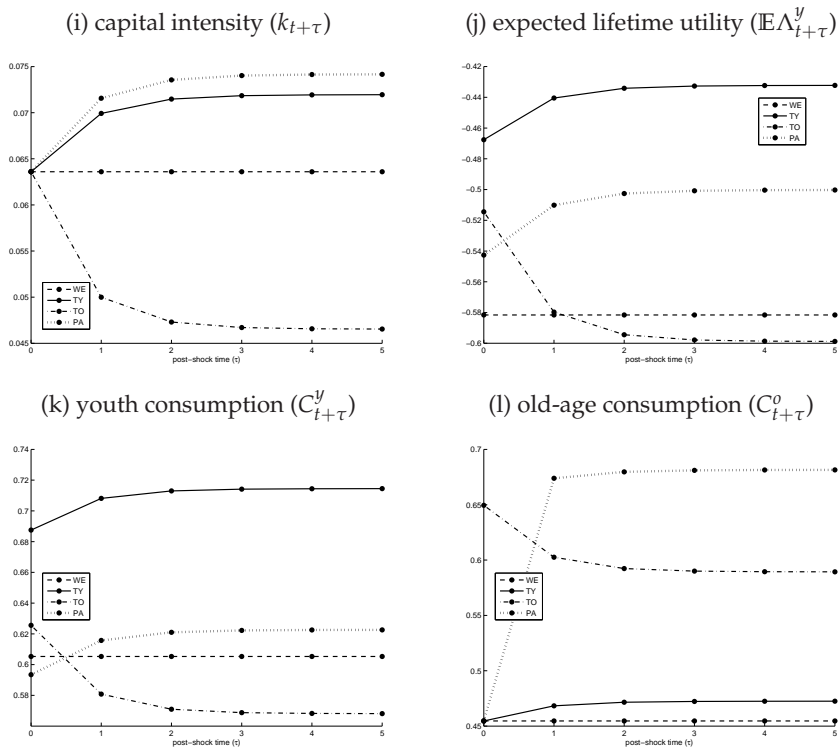 (i) capital intensity (k_{t+τ})
0.075
0.07
0.065
0.06
0.055
0.05
0.045
WE
TY
TO
PA
0 1 2 3 4 5
post−shock time (τ)
(j) expected lifetime utility (𝔼Λ^y_{t+τ})
−0.42
−0.44
−0.46
−0.48
−0.5
−0.52
−0.54
−0.56
−0.58
−0.6
WE
TY
TO
PA
0 1 2 3 4 5
post−shock time (τ)
(k) youth consumption (C^y_{t+τ})
0.74
0.72
0.7
0.68
0.66
0.64
0.62
0.6
0.58
WE
TY
TO
PA
0 1 2 3 4 5
post−shock time (τ)
(l) old-age consumption (C^o_{t+τ})
0.7
0.65
0.6
0.55
0.5
0.45
WE
TY
TO
PA
0 1 2 3 4 5
post−shock time (τ)